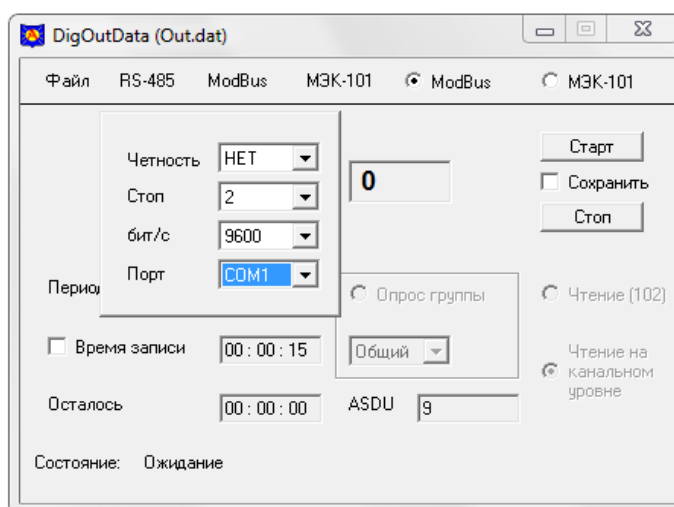 DigOutData (Out.dat)
Файл RS-485 ModBus МЭК-101 ModBus МЭК-101
Четность НЕТ
Стоп 2
бит/с 9600
Порт COM1
0
Старт
Сохранить
Стоп
Опрос группы
Общий
Чтение (102)
Чтение на
канальном
уровне
Время записи 00 : 00 : 15
Осталось 00 : 00 : 00 ASDU 9
Состояние: Ожидание